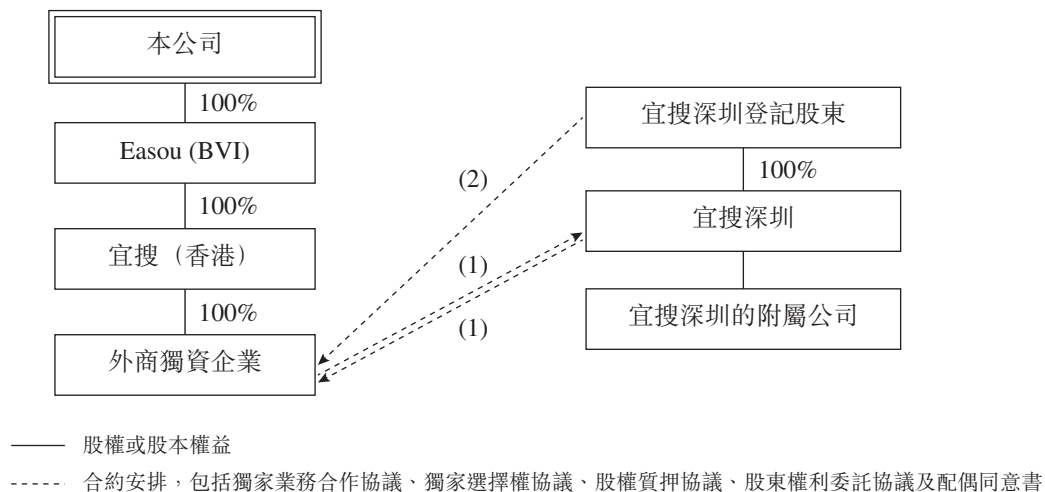 本公司
100%
Easou (BVI)
100%
宜搜（香港）
100%
外商獨資企業
宜搜深圳登記股東
100%
宜搜深圳
宜搜深圳的附屬公司
(2)
(1)
(1)
股權或股本權益
合約安排，包括獨家業務合作協議、獨家選擇權協議、股權質押協議、股東權利委託協議及配偶同意書